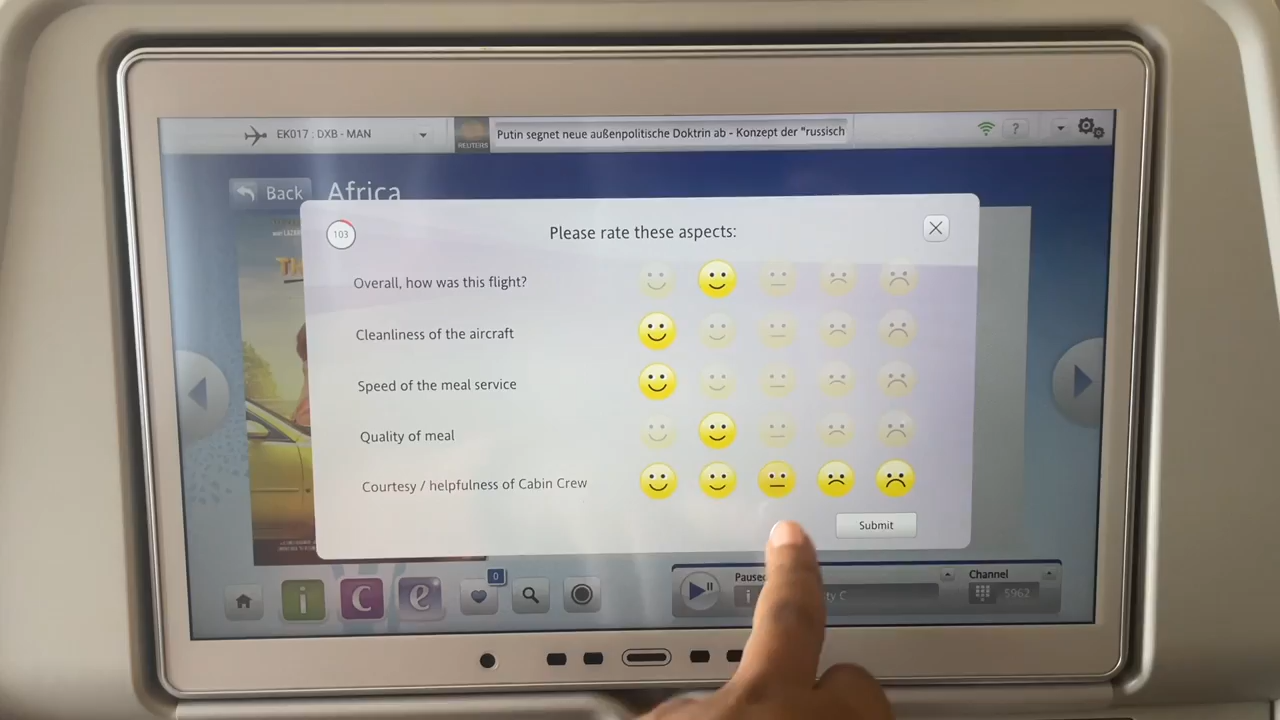 EK017 : DXB - MAN
REUTERS
Putin segnet neue außenpolitische Doktrin ab - Konzept der "russisch
?
Back
Africa
103
Please rate these aspects:
Overall, how was this flight?
Cleanliness of the aircraft
Speed of the meal service
Quality of meal
Courtesy / helpfulness of Cabin Crew
Submit
0
i
C
e
Paused
i
ty C
Channel
5962